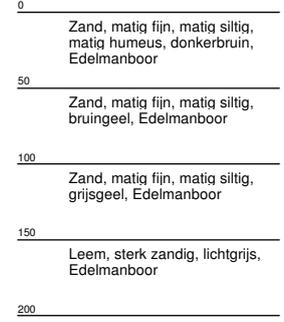 0
Zand, matig fijn, matig siltig,
matig humeus, donkerbruin,
Edelmanboor
50
Zand, matig fijn, matig siltig,
bruingeel, Edelmanboor
100
Zand, matig fijn, matig siltig,
grijsgeel, Edelmanboor
150
Leem, sterk zandig, lichtgrijs,
Edelmanboor
200